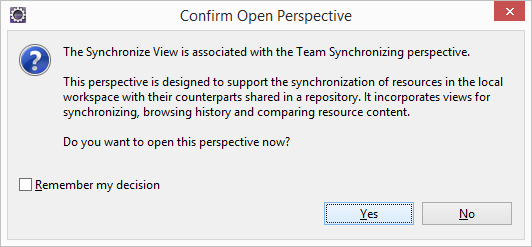 Confirm Open Perspective
The Synchronize View is associated with the Team Synchronizing perspective.
This perspective is designed to support the synchronization of resources in the local
workspace with their counterparts shared in a repository. It incorporates views for
synchronizing, browsing history and comparing resource content.
Do you want to open this perspective now?
Remember my decision
Yes
No